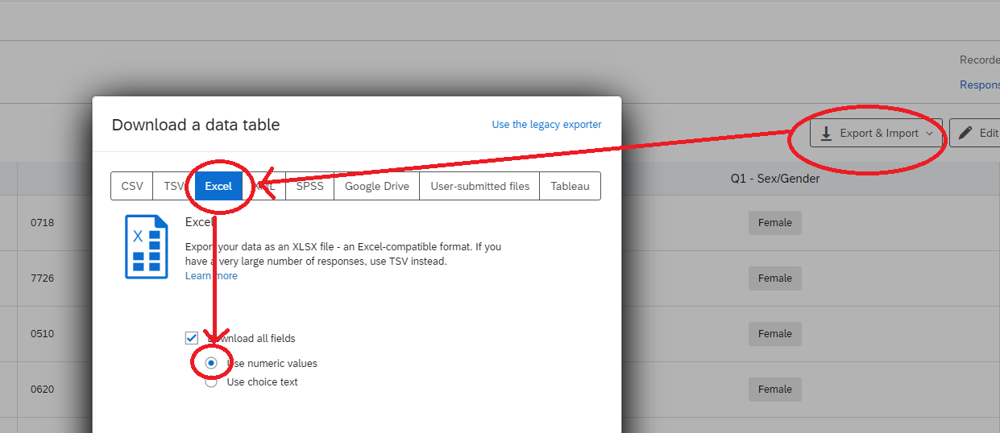 Recorde
Respons
Download a data table
Use the legacy exporter
Export & Import
Edit
CSV
TSV
Excel
SPSS
Google Drive
User-submitted files
Tableau
Q1 - Sex/Gender
0718
Female
Excel
X
Export your data as an XLSX file - an Excel-compatible format. If you
have a very large number of responses, use TSV instead.
Learn more
7726
Female
0510
Female
Download all fields
Use numeric values
Use choice text
0620
Female